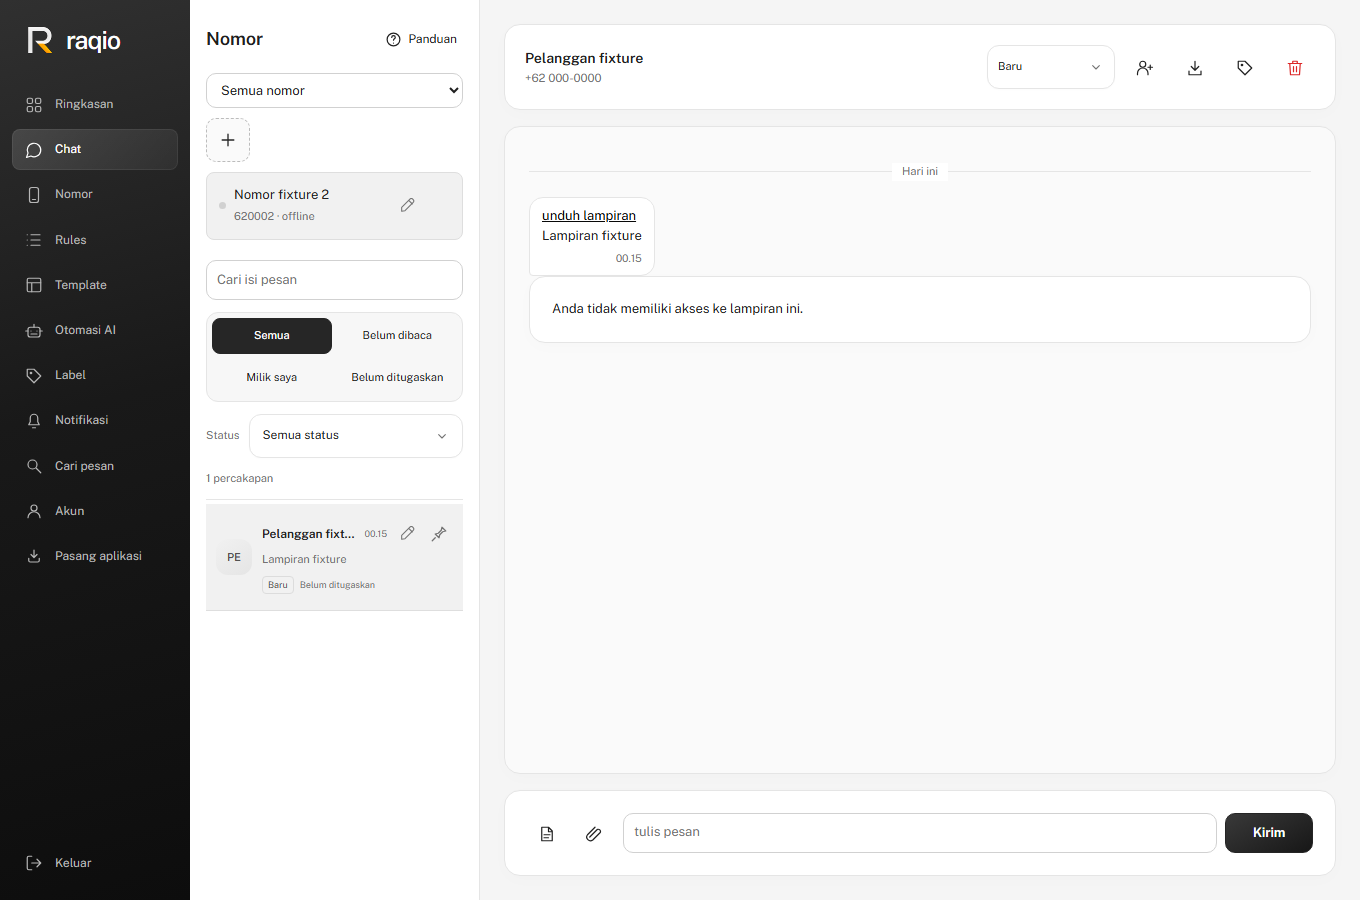 raqio
Ringkasan
Chat
Nomor
Rules
Template
Otomasi AI
Label
Notifikasi
Cari pesan
Akun
Pasang aplikasi
Keluar
Nomor
Panduan
Semua nomor
Nomor fixture 2
620002 · offline
Cari isi pesan
Semua
Belum dibaca
Milik saya
Belum ditugaskan
Status
Semua status
1 percakapan
PE
Pelanggan fixt...
00.15
Lampiran fixture
Baru
Belum ditugaskan
Pelanggan fixture
+62 000-0000
Baru
Hari ini
unduh lampiran
Lampiran fixture
00.15
Anda tidak memiliki akses ke lampiran ini.
tulis pesan
Kirim